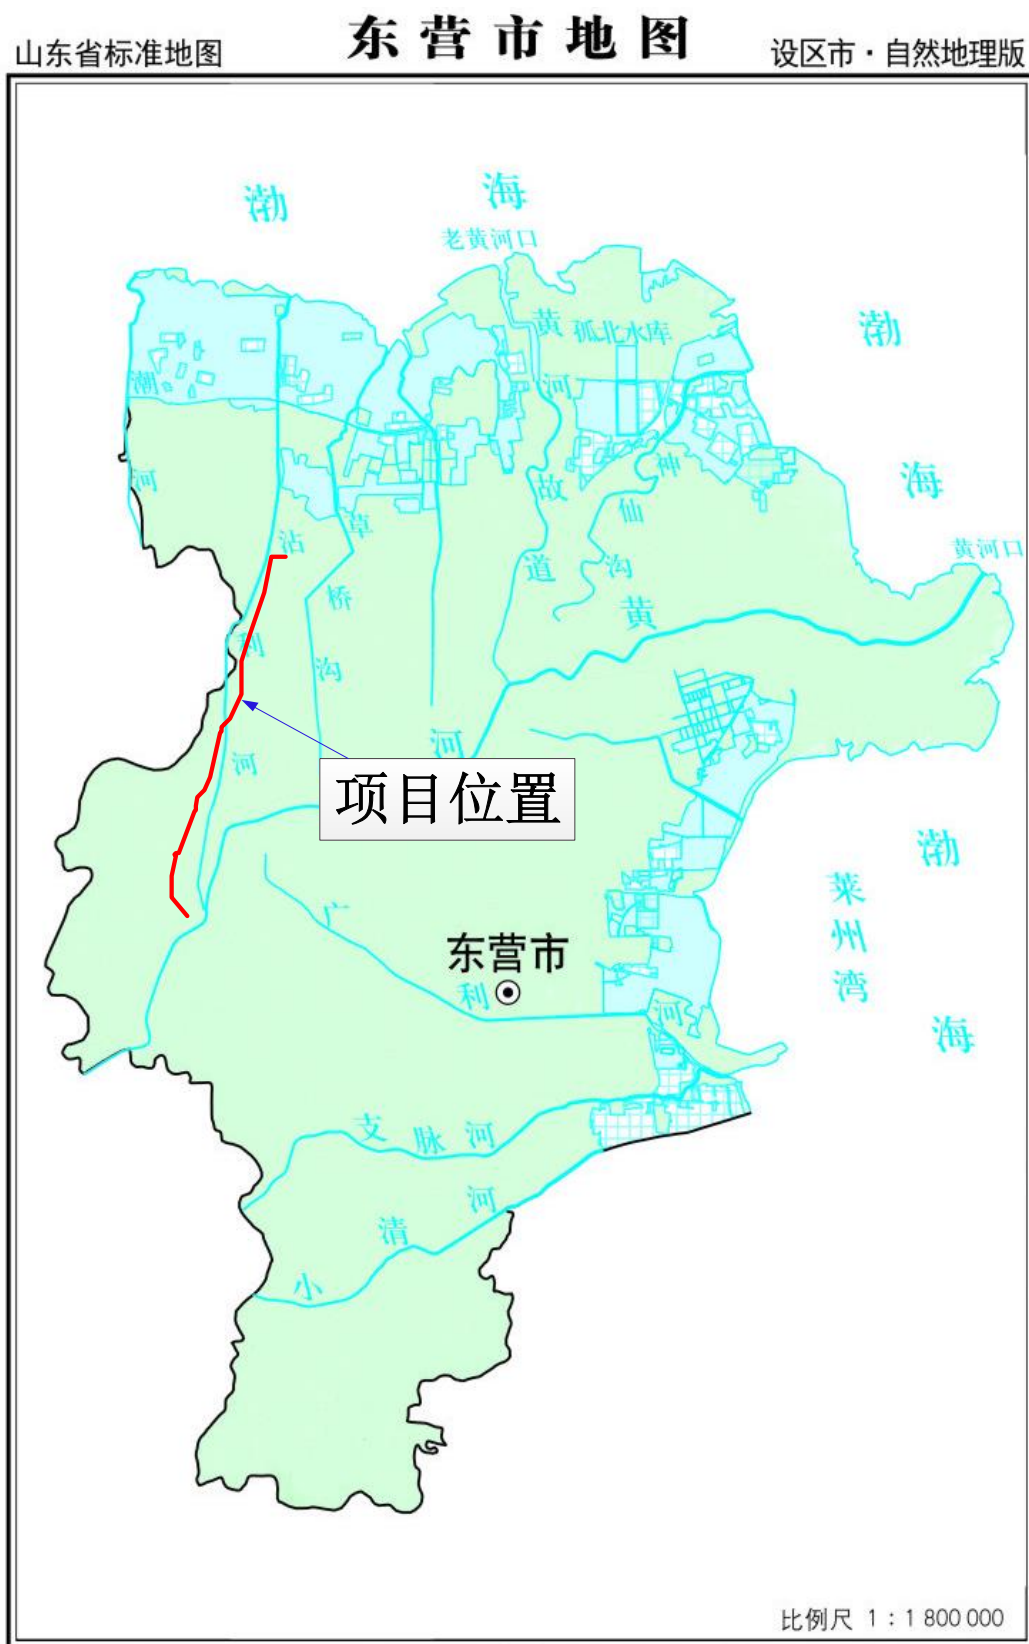 山东省标准地图
东营市地图
设区市·自然地理版
渤海
老黄河口
渤海
黄河故道
孤北水库
神仙沟
潮河
沾利河
草桥沟
黄河口
黄河
项目位置
渤海
莱州湾
东营市
广利河
支脉河
小清河
比例尺 1:1 800 000